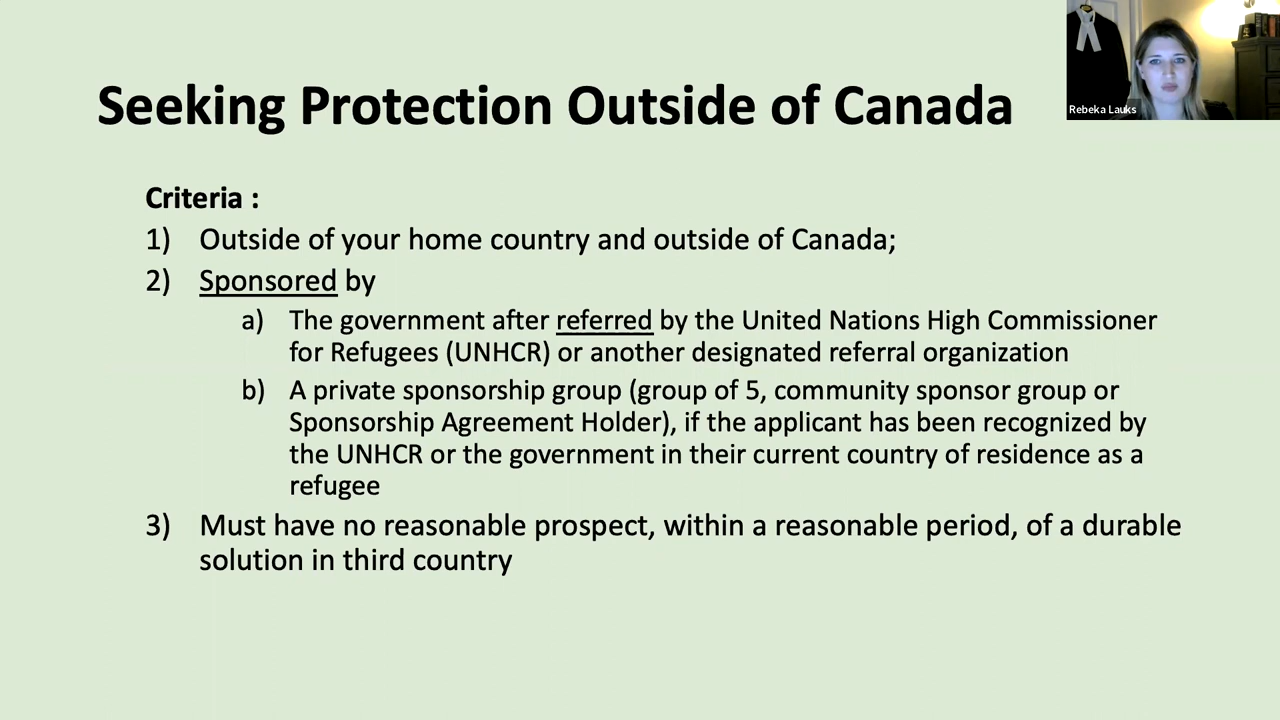 Seeking Protection Outside of Canada
Rebeka Lauks
Criteria :
1) Outside of your home country and outside of Canada;
2) Sponsored by
a) The government after referred by the United Nations High Commissioner
for Refugees (UNHCR) or another designated referral organization
b) A private sponsorship group (group of 5, community sponsor group or
Sponsorship Agreement Holder), if the applicant has been recognized by
the UNHCR or the government in their current country of residence as a
refugee
3) Must have no reasonable prospect, within a reasonable period, of a durable
solution in third country